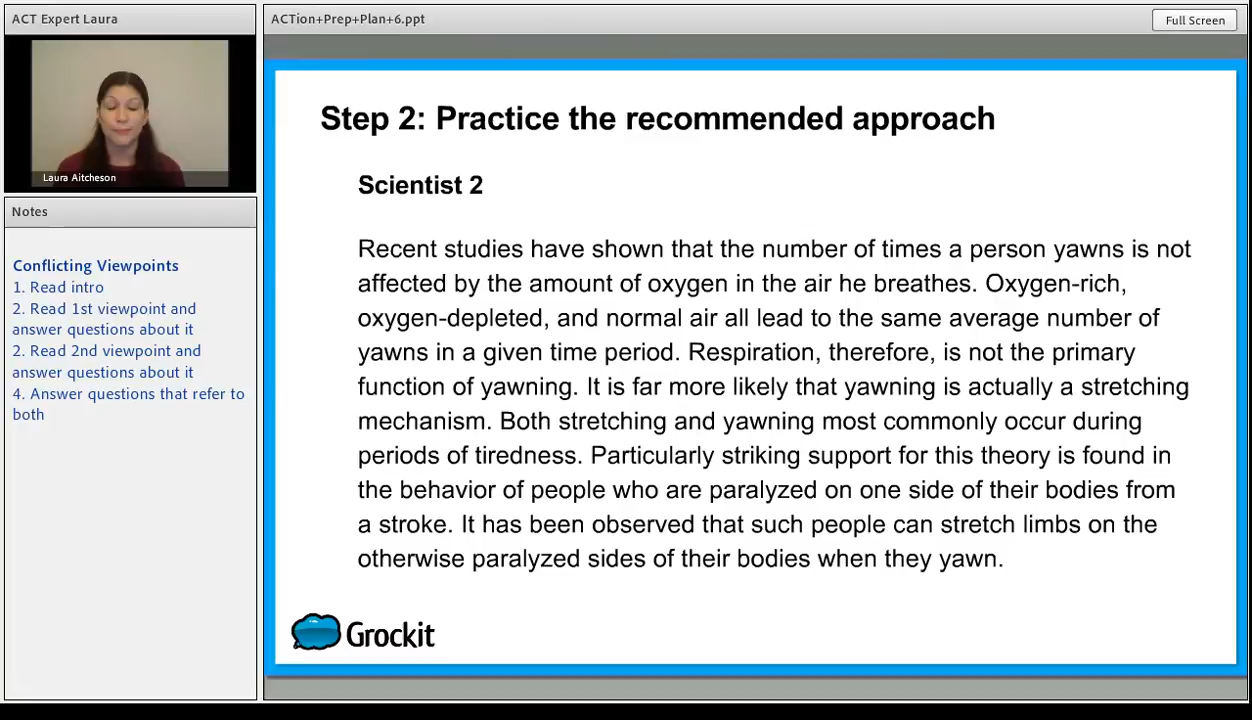 ACT Expert Laura
Laura Aitcheson
Notes
Conflicting Viewpoints
1. Read intro
2. Read 1st viewpoint and
answer questions about it
2. Read 2nd viewpoint and
answer questions about it
4. Answer questions that refer to
both
ACTion+Prep+Plan+6.ppt
Full Screen
Step 2: Practice the recommended approach
Scientist 2
Recent studies have shown that the number of times a person yawns is not
affected by the amount of oxygen in the air he breathes. Oxygen-rich,
oxygen-depleted, and normal air all lead to the same average number of
yawns in a given time period. Respiration, therefore, is not the primary
function of yawning. It is far more likely that yawning is actually a stretching
mechanism. Both stretching and yawning most commonly occur during
periods of tiredness. Particularly striking support for this theory is found in
the behavior of people who are paralyzed on one side of their bodies from
a stroke. It has been observed that such people can stretch limbs on the
otherwise paralyzed sides of their bodies when they yawn.
Grockit